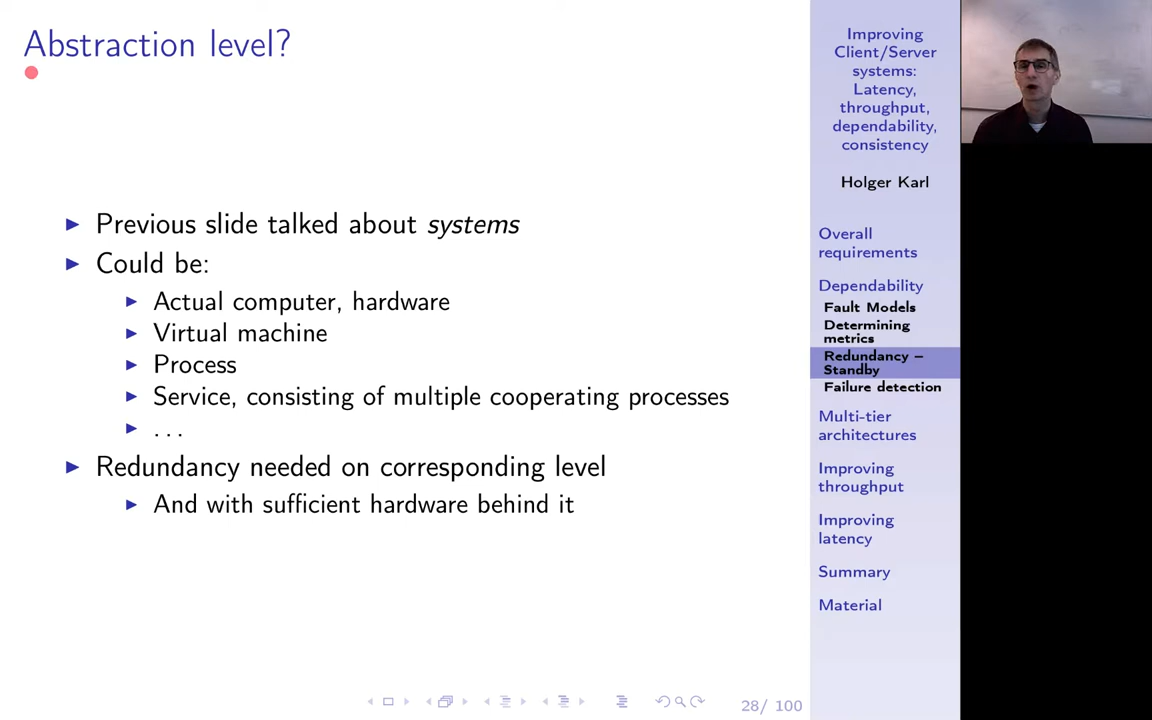 Abstraction level?
Previous slide talked about systems
Could be:
Actual computer, hardware
Virtual machine
Process
Service, consisting of multiple cooperating processes
...
Redundancy needed on corresponding level
And with sufficient hardware behind it
28/ 100
Improving
Client/Server
systems:
Latency,
throughput,
dependability,
consistency
Holger Karl
Overall
requirements
Dependability
Fault Models
Determining
metrics
Redundancy –
Standby
Failure detection
Multi-tier
architectures
Improving
throughput
Improving
latency
Summary
Material